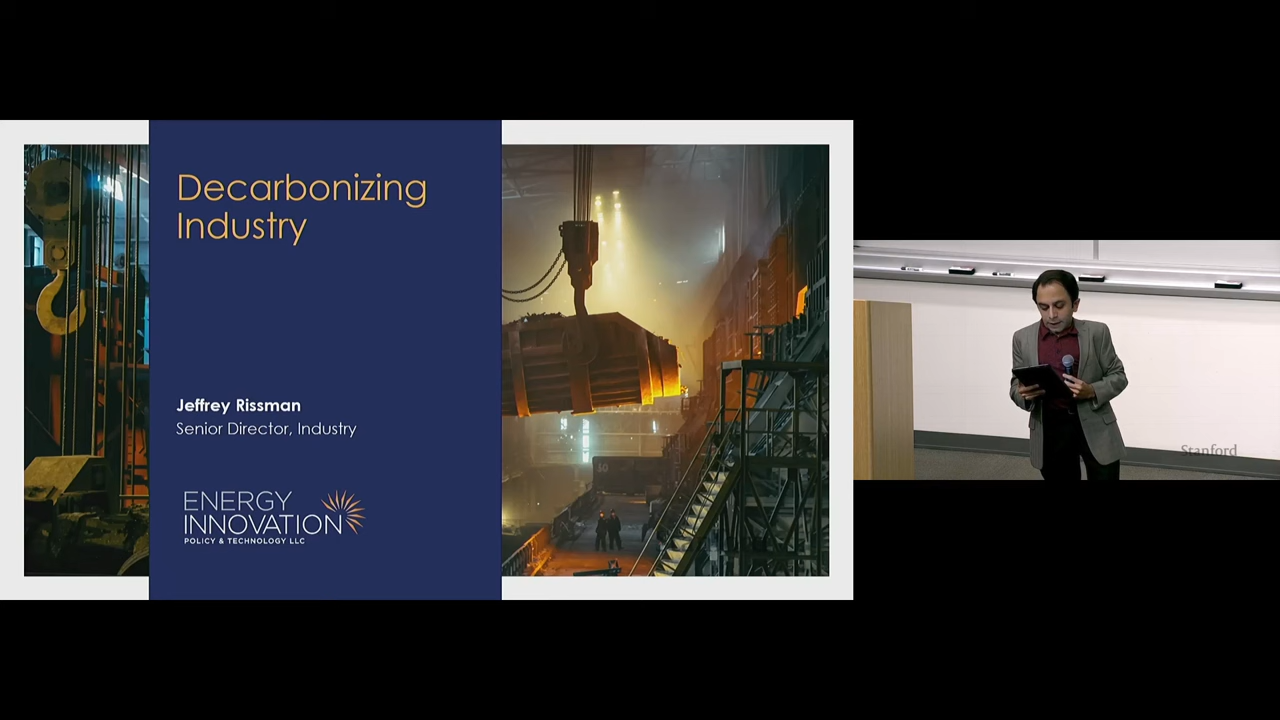 Decarbonizing
Industry
Jeffrey Rissman
Senior Director, Industry
ENERGY
INNOVATION
POLICY & TECHNOLOGY LLC
Stanford